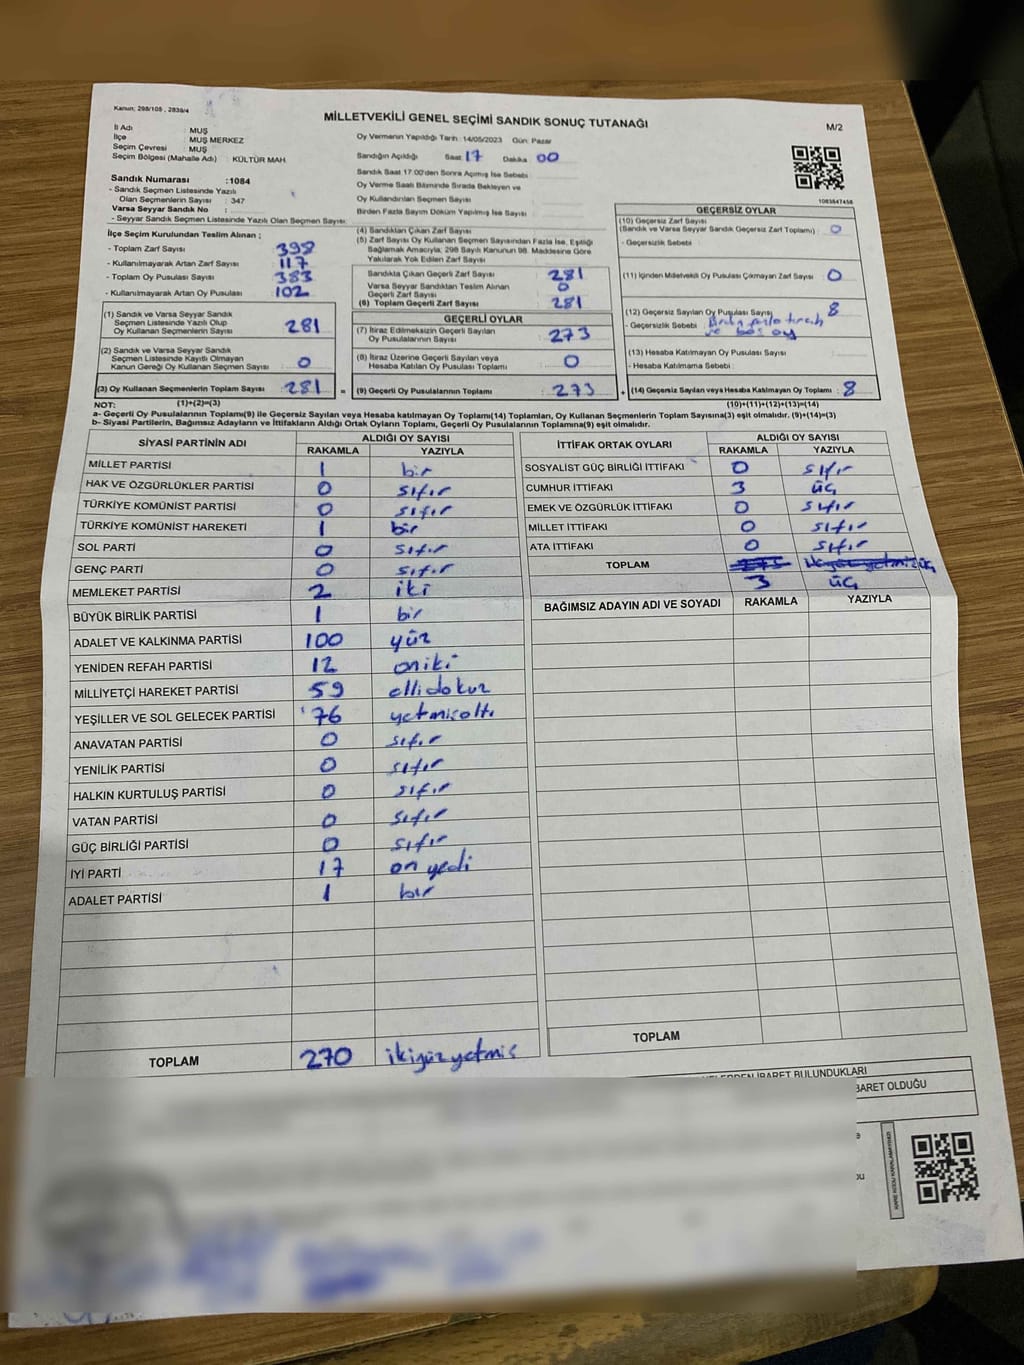 Kanun, 298/105 , 2839/4
MİLLETVEKİLİ GENEL SEÇİMİ SANDIK SONUÇ TUTANAĞI
M/2
İl Adı : MUŞ
İlçe : MUŞ MERKEZ
Seçim Çevresi : MUŞ
Seçim Bölgesi (Mahalle Adı) : KÜLTÜR MAH.
Sandık Numarası :1084
- Sandık Seçmen Listesinde Yazılı
Olan Seçmenlerin Sayısı : 347
Varsa Seyyar Sandık No :
- Seyyar Sandık Seçmen Listesinde Yazılı Olan Seçmen Sayısı:
Oy Vermenin Yapıldığı Tarih :14/05/2023 Gün: Pazar
Sandığın Açıldığı Saat 17 Dakika 00
Sandık Saat 17.00'den Sonra Açılmış İse Sebebi :
Oy Verme Saati Bitiminde Sırada Bekleyen ve
Oy Kullandırılan Seçmen Sayısı :
Birden Fazla Sayım Döküm Yapılmış İse Sayısı :
1083847458
İlçe Seçim Kurulundan Teslim Alınan ;
- Toplam Zarf Sayısı : 398
- Kullanılmayarak Artan Zarf Sayısı : 117
- Toplam Oy Pusulası Sayısı : 383
- Kullanılmayarak Artan Oy Pusulası : 102
(4) Sandıktan Çıkan Zarf Sayısı :
(5) Zarf Sayısı Oy Kullanan Seçmen Sayısından Fazla İse, Eşitliği
Sağlamak Amacıyla; 298 Sayılı Kanunun 98. Maddesine Göre
Yakılarak Yok Edilen Zarf Sayısı :
Sandıkta Çıkan Geçerli Zarf Sayısı : 281
Varsa Seyyar Sandıktan Teslim Alınan
Geçerli Zarf Sayısı : 0
(6) Toplam Geçerli Zarf Sayısı : 281
GEÇERSİZ OYLAR
(10) Geçersiz Zarf Sayısı
(Sandık ve Varsa Seyyar Sandık Geçersiz Zarf Toplamı) : 0
- Geçersizlik Sebebi :
(11) İçinden Milletvekili Oy Pusulası Çıkmayan Zarf Sayısı : 0
(12) Geçersiz Sayılan Oy Pusulası Sayısı : 8
- Geçersizlik Sebebi : Birden fazla tercih
ve boş oy
(13) Hesaba Katılmayan Oy Pusulası Sayısı :
- Hesaba Katılmama Sebebi :
(1) Sandık ve Varsa Seyyar Sandık
Seçmen Listesinde Yazılı Olup
Oy Kullanan Seçmenlerin Sayısı : 281
(2) Sandık ve Varsa Seyyar Sandık
Seçmen Listesinde Kayıtlı Olmayan
Kanun Gereği Oy Kullanan Seçmen Sayısı : 0
GEÇERLİ OYLAR
(7) İtiraz Edilmeksizin Geçerli Sayılan
Oy Pusulalarının Sayısı : 273
(8) İtiraz Üzerine Geçerli Sayılan veya
Hesaba Katılan Oy Pusulası Sayısı : 0
(3) Oy Kullanan Seçmenlerin Toplam Sayısı : 281 = (9) Geçerli Oy Pusulalarının Toplamı : 273 + (14) Geçersiz Sayılan veya Hesaba Katılmayan Oy Toplamı : 8
NOT: (1)+(2)=(3) (10)+(11)+(12)+(13)=(14)
a- Geçerli Oy Pusulalarının Toplamı(9) ile Geçersiz Sayılan veya Hesaba katılmayan Oy Toplamı(14) Toplamları, Oy Kullanan Seçmenlerin Toplam Sayısına(3) eşit olmalıdır. (9)+(14)=(3)
b- Siyasi Partilerin, Bağımsız Adayların ve İttifakların Aldığı Ortak Oyların Toplamı, Geçerli Oy Pusulalarının Toplamına(9) eşit olmalıdır.
SİYASİ PARTİNİN ADI ALDIĞI OY SAYISI
RAKAMLA YAZIYLA
MİLLET PARTİSİ 1 bir
HAK VE ÖZGÜRLÜKLER PARTİSİ 0 sıfır
TÜRKİYE KOMÜNİST PARTİSİ 0 sıfır
TÜRKİYE KOMÜNİST HAREKETİ 1 bir
SOL PARTİ 0 sıfır
GENÇ PARTİ 0 sıfır
MEMLEKET PARTİSİ 2 iki
BÜYÜK BİRLİK PARTİSİ 1 bir
ADALET VE KALKINMA PARTİSİ 100 yüz
YENİDEN REFAH PARTİSİ 12 oniki
MİLLİYETÇİ HAREKET PARTİSİ 59 elli dokuz
YEŞİLLER VE SOL GELECEK PARTİSİ 76 yetmişaltı
ANAVATAN PARTİSİ 0 sıfır
YENİLİK PARTİSİ 0 sıfır
HALKIN KURTULUŞ PARTİSİ 0 sıfır
VATAN PARTİSİ 0 sıfır
GÜÇ BİRLİĞİ PARTİSİ 0 sıfır
İYİ PARTİ 17 on yedi
ADALET PARTİSİ 1 bir
TOPLAM 270 ikiyüzyetmiş
İTTİFAK ORTAK OYLARI ALDIĞI OY SAYISI
RAKAMLA YAZIYLA
SOSYALİST GÜÇ BİRLİĞİ İTTİFAKI 0 sıfır
CUMHUR İTTİFAKI 3 üç
EMEK VE ÖZGÜRLÜK İTTİFAKI 0 sıfır
MİLLET İTTİFAKI 0 sıfır
ATA İTTİFAKI 0 sıfır
TOPLAM
3 üç
BAĞIMSIZ ADAYIN ADI VE SOYADI RAKAMLA YAZIYLA
TOPLAM
İBARET BULUNDUKLARI
BARET OLDUĞU